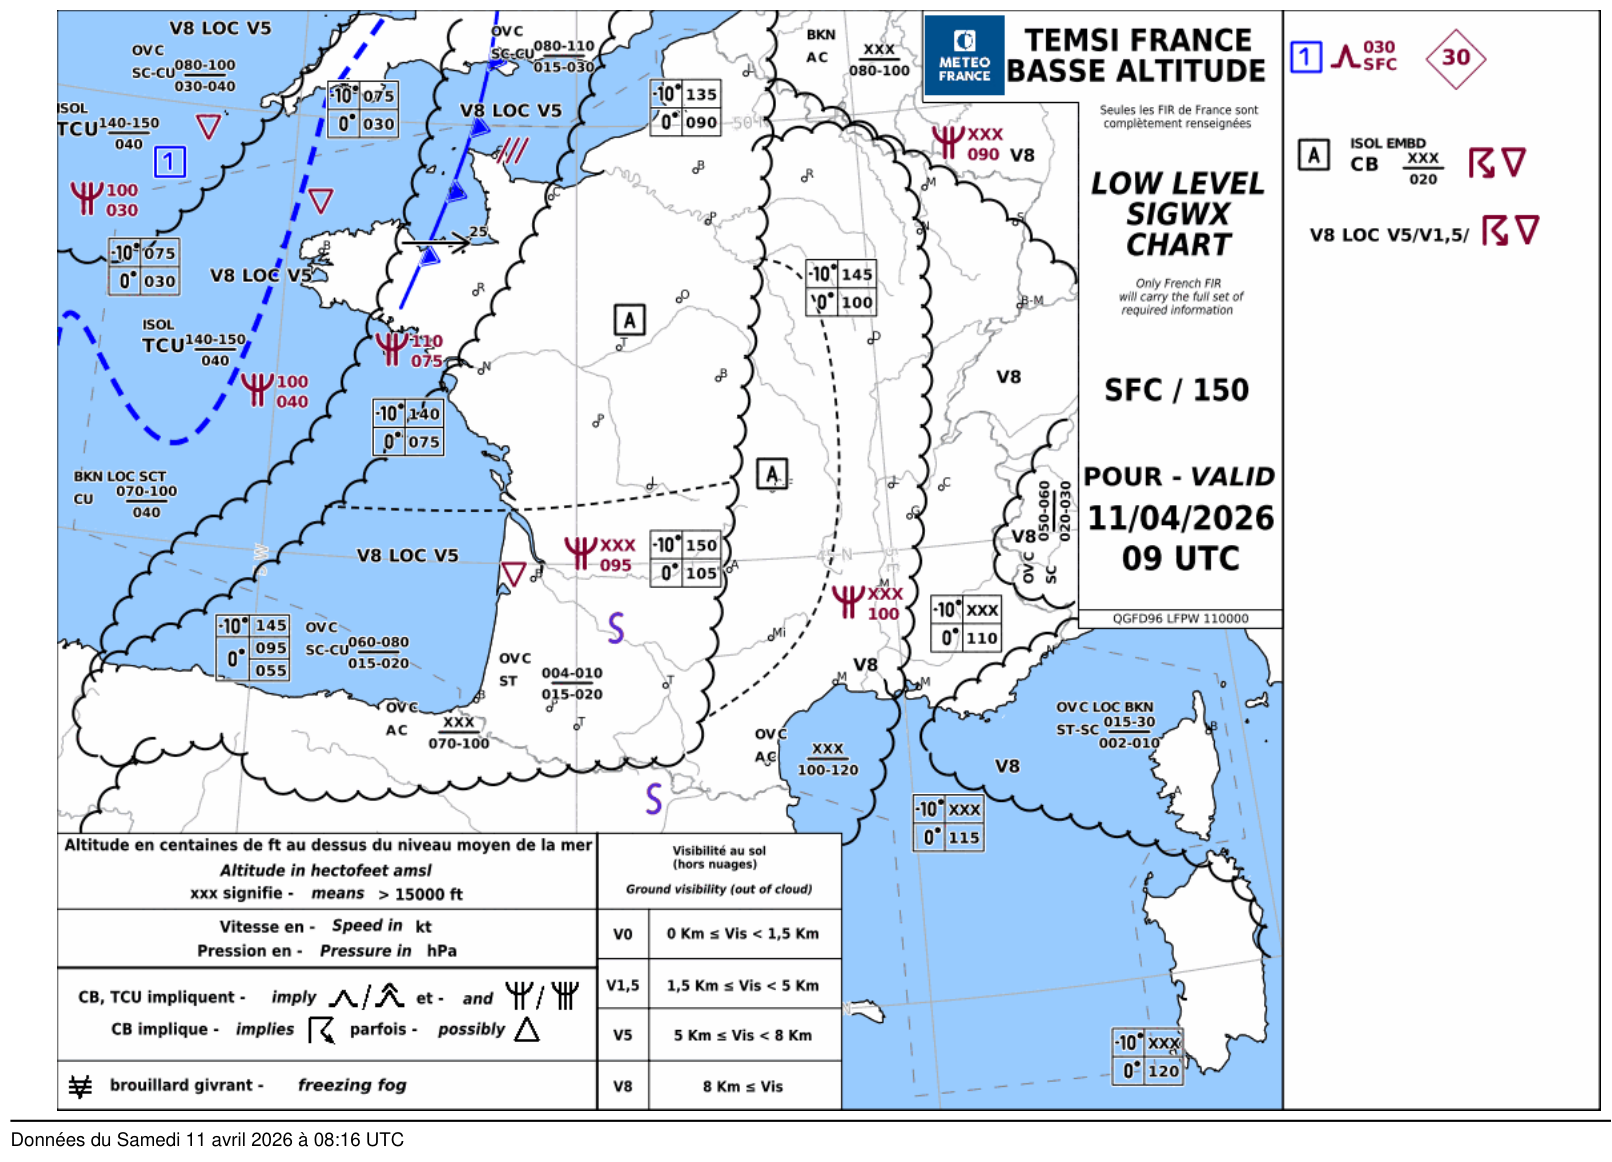 V8 LOC V5
OVC
SC-CU 080-100
030-040
ISOL
TCU 140-150
040
1
100
030
-10° 075
0° 030
-10° 075
0° 030
V8 LOC V5
ISOL
TCU 140-150
040
100
040
BKN LOC SCT
CU 070-100
040
OVC
SC-CU 080-110
015-030
V8 LOC V5
25
110
075
-10° 140
0° 075
-10° 135
0° 090
50 N
BKN
AC XXX
080-100
XXX
090
V8
-10° 145
0° 100
A
A
V8
V8 LOC V5
XXX
095
-10° 150
0° 105
45 N
XXX
100
-10° XXX
0° 110
V8
OVC
SC
050-060
020-030
-10° 145
0° 095
055
OVC
SC-CU 060-080
015-020
OVC
ST 004-010
015-020
OVC
AC XXX
070-100
V8
OVC
AC XXX
100-120
OVC LOC BKN
ST-SC 015-30
002-010
V8
-10° XXX
0° 115
-10° XXX
0° 120
METEO
FRANCE
TEMSI FRANCE
BASSE ALTITUDE
Seules les FIR de France sont
complètement renseignées
LOW LEVEL
SIGWX
CHART
Only French FIR
will carry the full set of
required information
SFC / 150
POUR - VALID
11/04/2026
09 UTC
QGFD96 LFPW 110000
1 030
SFC
30
A ISOL EMBD
CB XXX
020
V8 LOC V5/V1,5/
Altitude en centaines de ft au dessus du niveau moyen de la mer
Altitude in hectofeet amsl
xxx signifie - means > 15000 ft
Vitesse en - Speed in kt
Pression en - Pressure in hPa
CB, TCU impliquent - imply / et - and /
CB implique - implies parfois - possibly
brouillard givrant - freezing fog
Visibilité au sol
(hors nuages)
Ground visibility (out of cloud)
V0 0 Km ≤ Vis < 1,5 Km
V1,5 1,5 Km ≤ Vis < 5 Km
V5 5 Km ≤ Vis < 8 Km
V8 8 Km ≤ Vis
Données du Samedi 11 avril 2026 à 08:16 UTC